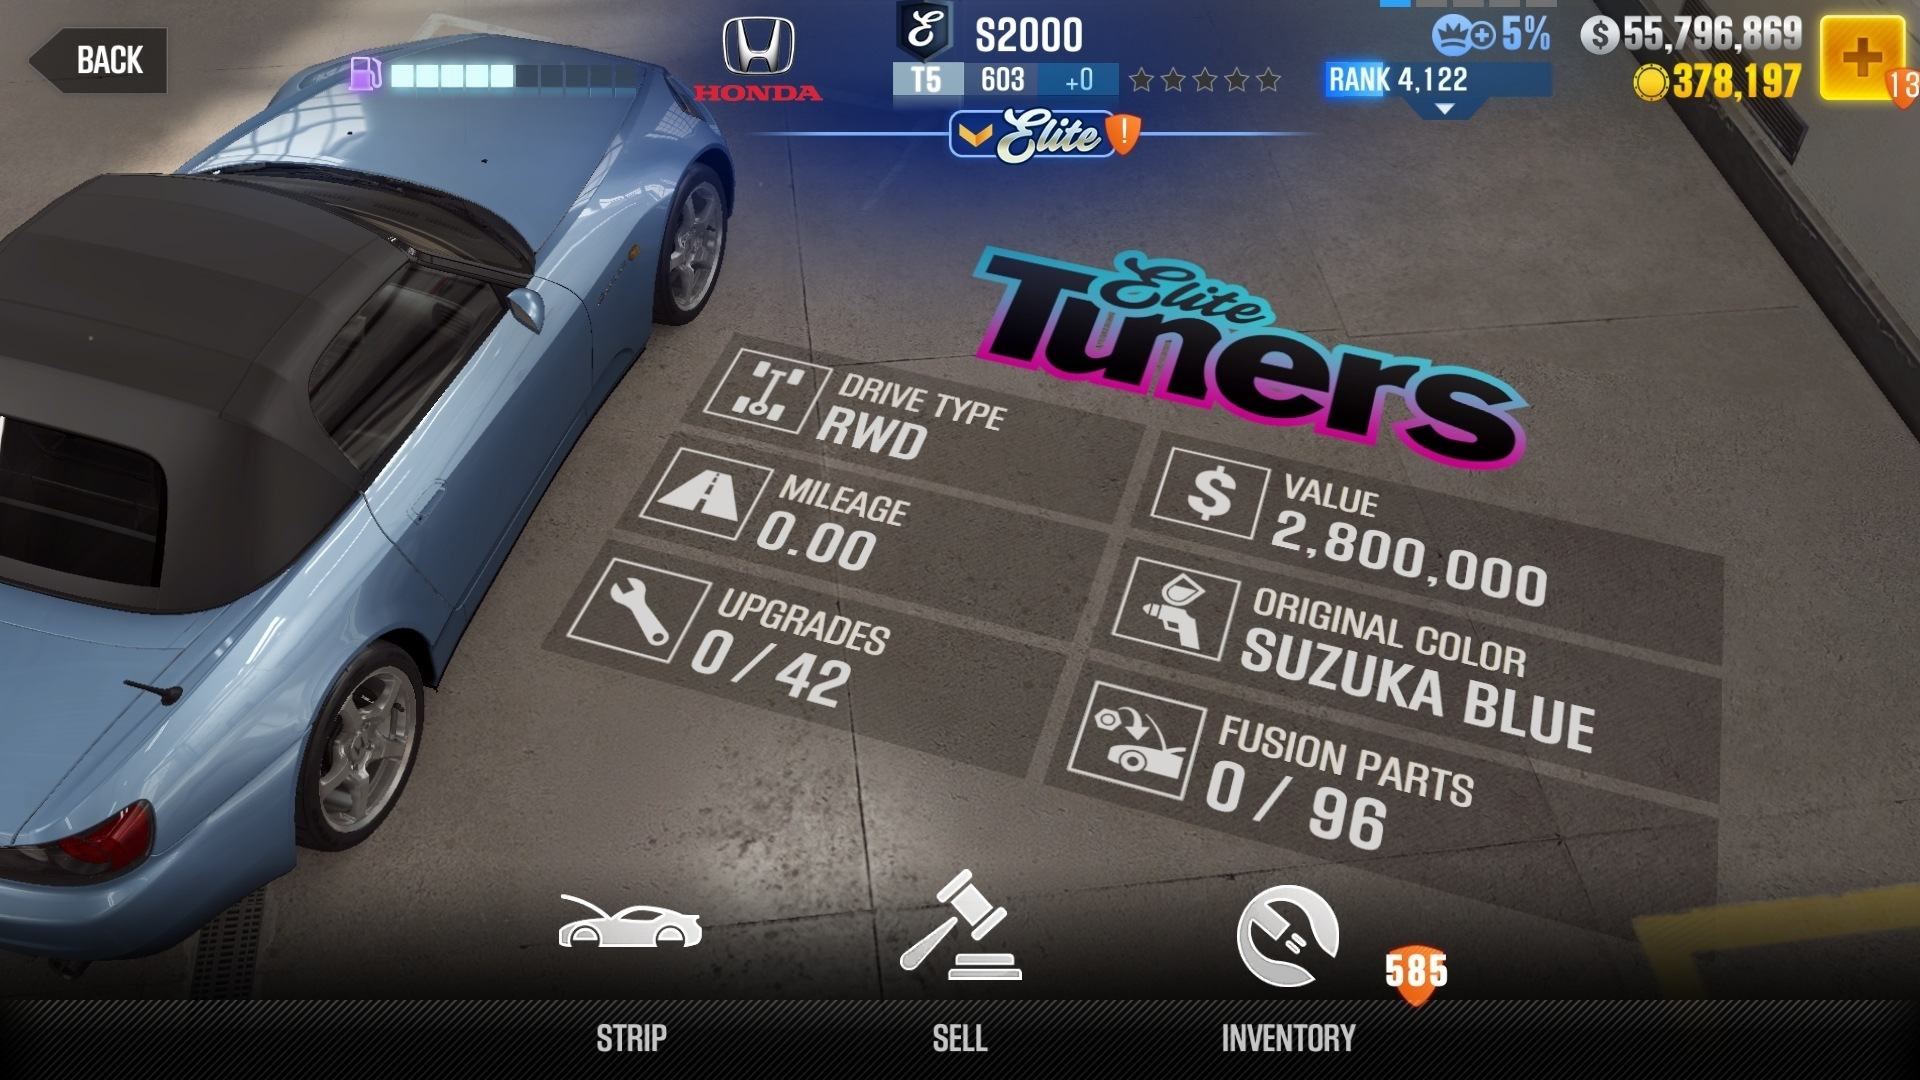 BACK
HONDA
S2000
T5 603 +0
Elite !
5%
RANK 4,122
$55,796,869
378,197
13
Elite
Tuners
DRIVE TYPE
RWD
MILEAGE
0.00
UPGRADES
0/42
$ VALUE
2,800,000
ORIGINAL COLOR
SUZUKA BLUE
FUSION PARTS
0/ 96
585
STRIP
SELL
INVENTORY